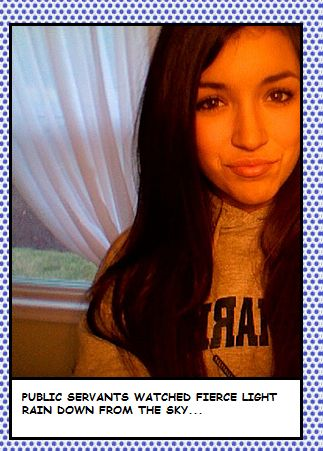 PUBLIC SERVANTS WATCHED FIERCE LIGHT
RAIN DOWN FROM THE SKY...